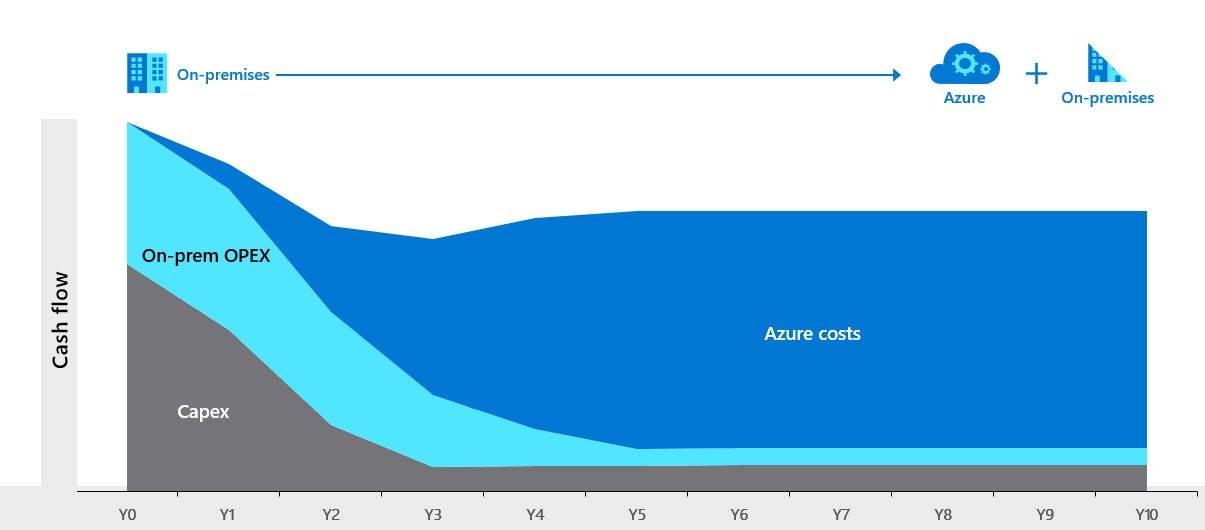 On-premises
Azure
On-premises
Cash flow
On-prem OPEX
Capex
Azure costs
Y0 Y1 Y2 Y3 Y4 Y5 Y6 Y7 Y8 Y9 Y10